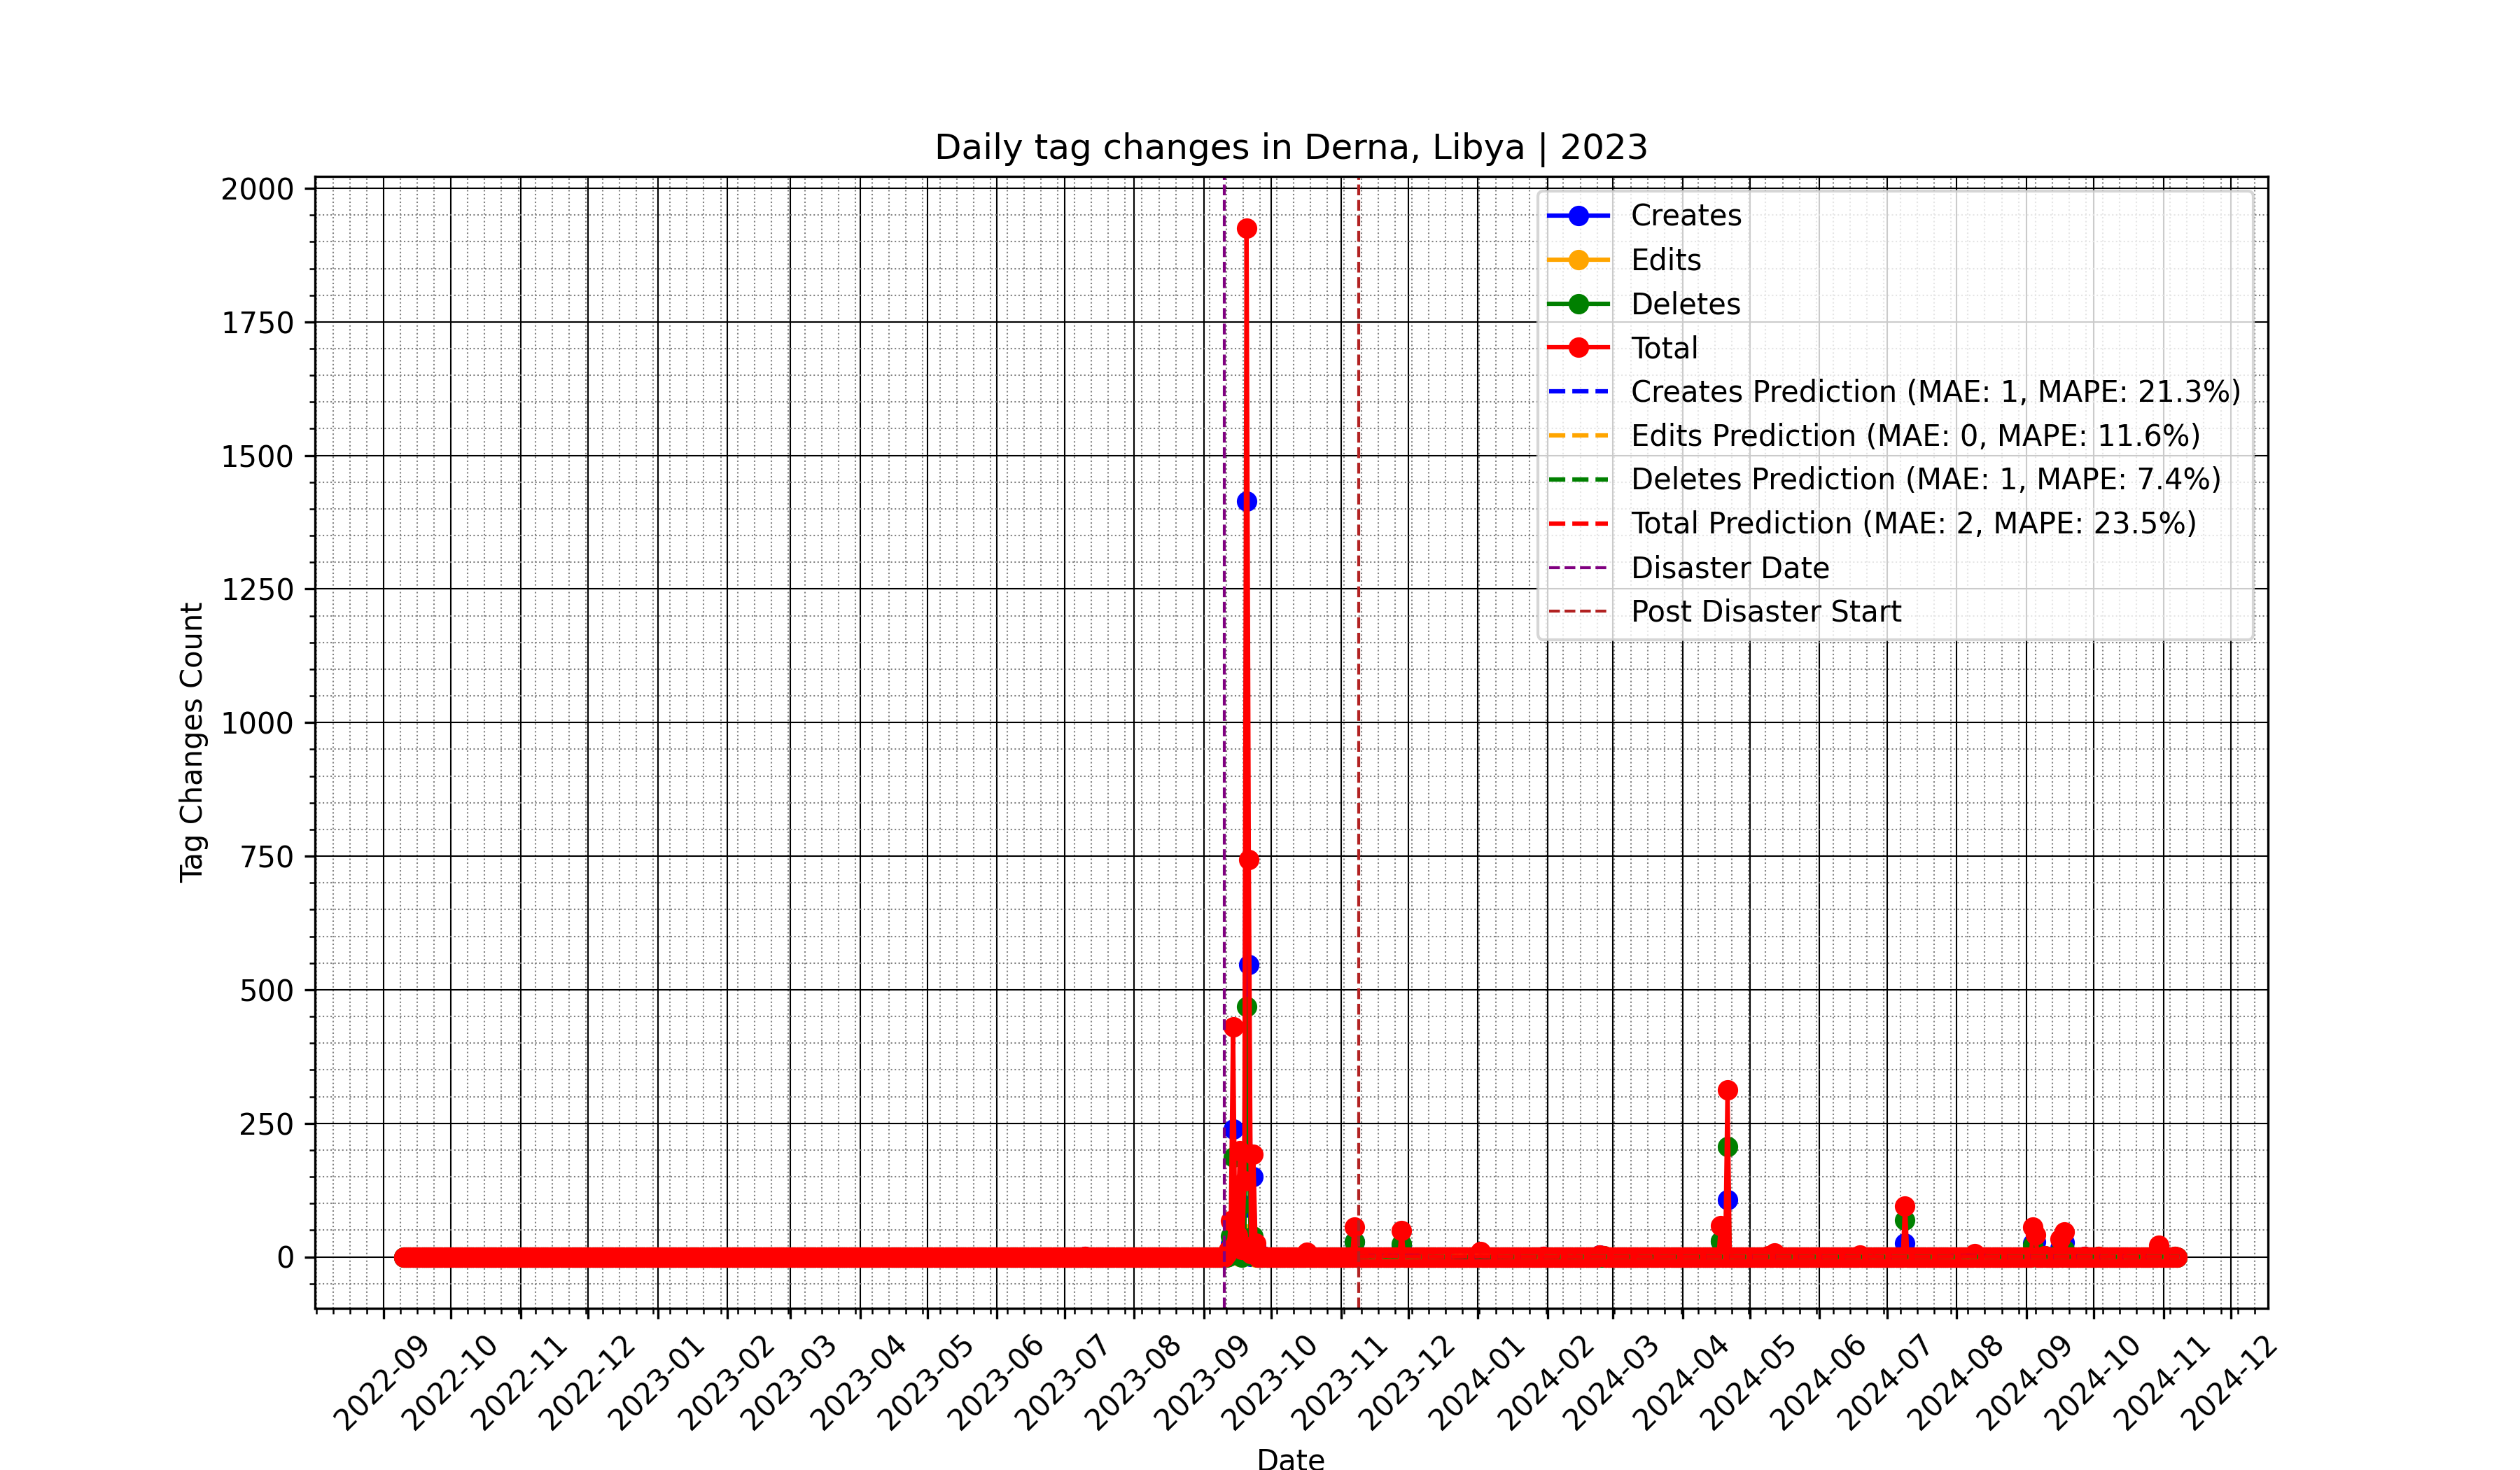 Daily tag changes in Derna, Libya | 2023
2000
1750
1500
1250
1000
750
500
250
0
Tag Changes Count
Creates
Edits
Deletes
Total
Creates Prediction (MAE: 1, MAPE: 21.3%)
Edits Prediction (MAE: 0, MAPE: 11.6%)
Deletes Prediction (MAE: 1, MAPE: 7.4%)
Total Prediction (MAE: 2, MAPE: 23.5%)
Disaster Date
Post Disaster Start
2022-09
2022-10
2022-11
2022-12
2023-01
2023-02
2023-03
2023-04
2023-05
2023-06
2023-07
2023-08
2023-09
2023-10
2023-11
2023-12
2024-01
2024-02
2024-03
2024-04
2024-05
2024-06
2024-07
2024-08
2024-09
2024-10
2024-11
2024-12
Date